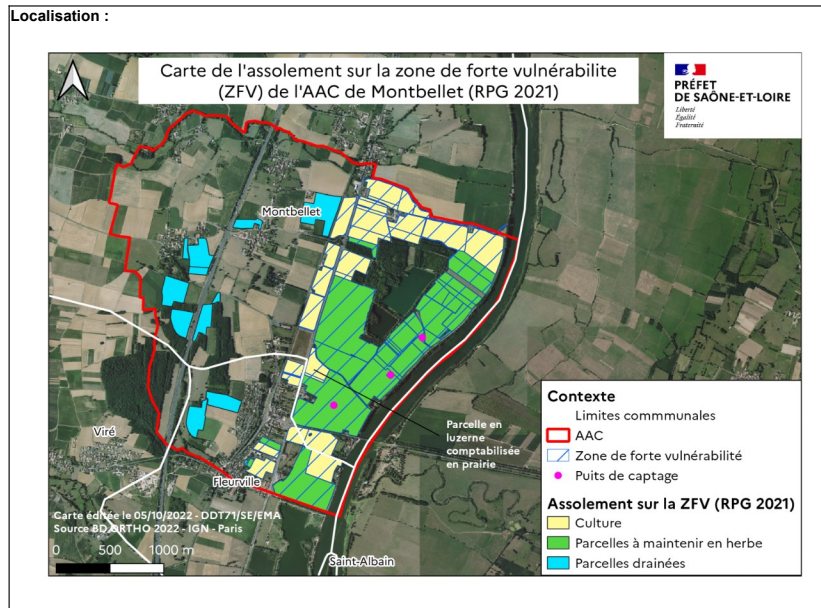 Localisation :
Carte de l'assolement sur la zone de forte vulnérabilite
(ZFV) de l'AAC de Montbellet (RPG 2021)
PRÉFET
DE SAÔNE-ET-LOIRE
Liberté
Égalité
Fraternité
Montbellet
Parcelle en
luzerne
comptabilisée
en prairie
Viré
Fleurville
Saint-Albain
Contexte
Limites commmunales
AAC
Zone de forte vulnérabilité
Puits de captage
Assolement sur la ZFV (RPG 2021)
Culture
Parcelles à maintenir en herbe
Parcelles drainées
Carte éditée le 05/10/2022 - DDT71/SE/EMA
Source BD ORTHO 2022 - IGN - Paris
0 500 1000 m